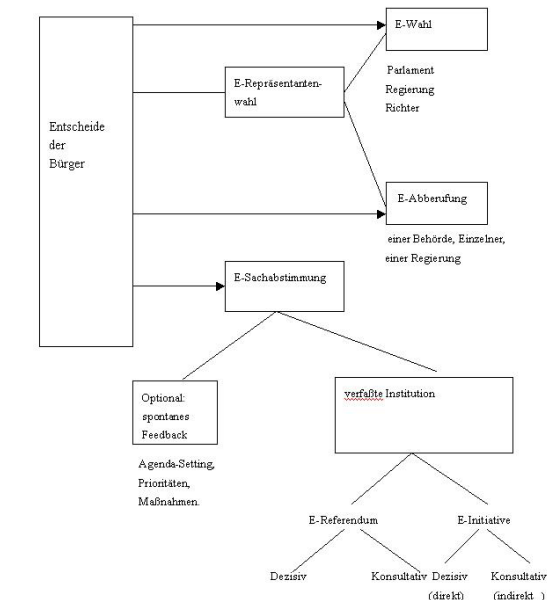 E-Wahl
Parlament
Regierung
Richter
E-Repräsentanten-
wahl
Entscheide
der
Bürger
E-Abberufung
einer Behörde, Einzelner,
einer Regierung
E-Sachabstimmung
Optional:
spontanes
Feedback
Agenda-Setting,
Prioritäten,
Maßnahmen.
verfaßte Institution
E-Referendum
E-Initiative
Dezisiv
Konsultativ
Dezisiv
(direkt)
Konsultativ
(indirekt )